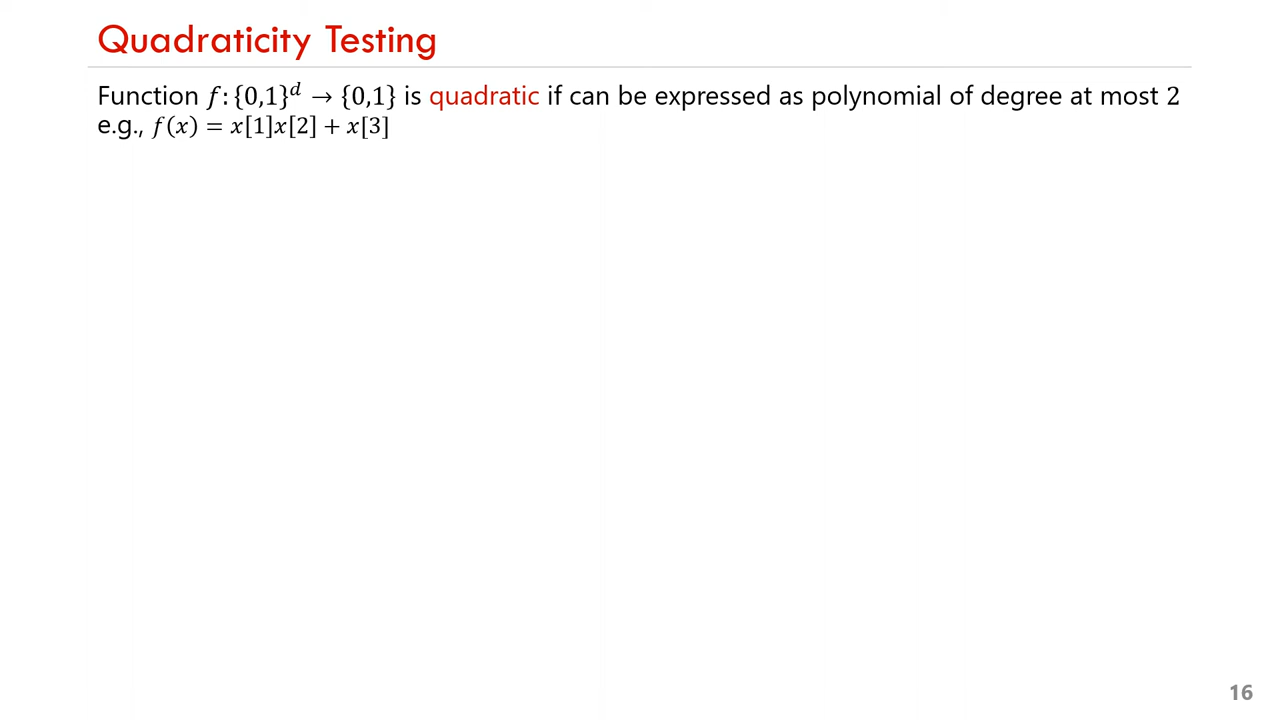 Quadraticity Testing
Function f: {0,1}^d → {0,1} is quadratic if can be expressed as polynomial of degree at most 2
e.g., f(x) = x[1]x[2] + x[3]
16